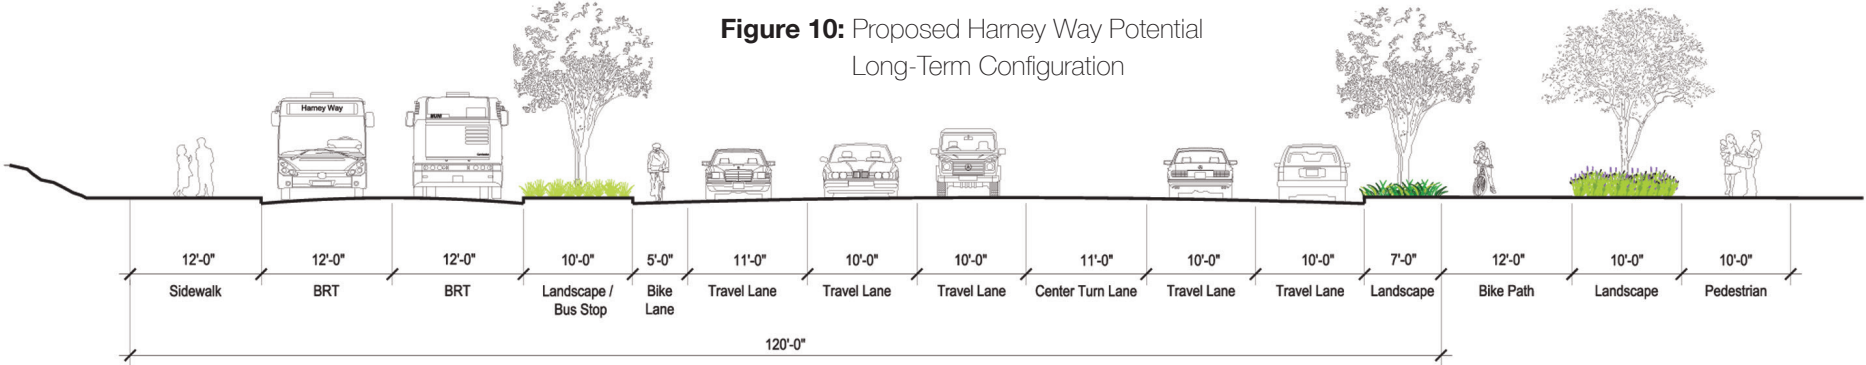 Figure 10: Proposed Harney Way Potential
Long-Term Configuration
Harney Way
MUNI
12'-0" 12'-0" 12'-0" 10'-0" 5'-0" 11'-0" 10'-0" 10'-0" 11'-0" 10'-0" 10'-0" 7'-0" 12'-0" 10'-0" 10'-0"
Sidewalk BRT BRT Landscape / Bike Travel Lane Travel Lane Travel Lane Center Turn Lane Travel Lane Travel Lane Landscape Bike Path Landscape Pedestrian
Bus Stop Lane
120'-0"